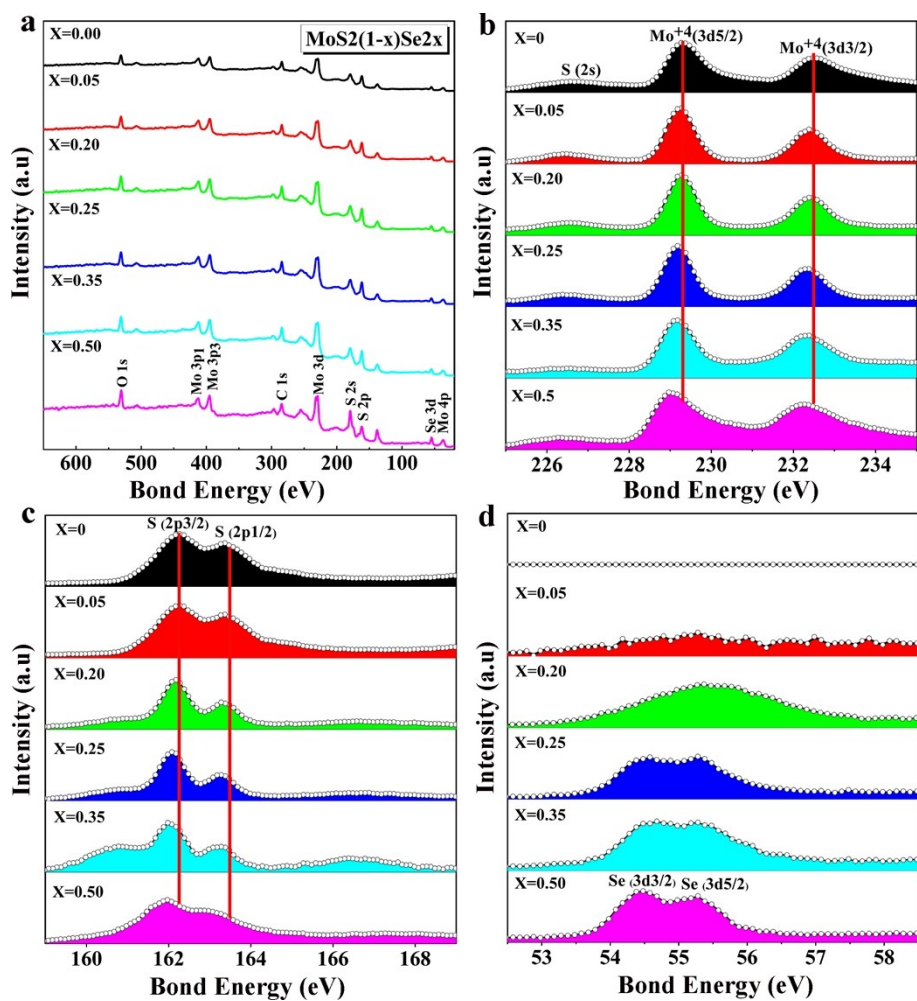 a
MoS2(1-x)Se2x
X=0.00
X=0.05
X=0.20
X=0.25
X=0.35
X=0.50
O 1s
Mo 3p1
Mo 3p3
C 1s
Mo 3d
S 2s
S 2p
Se 3d
Mo 4p
Intensity (a.u)
600 500 400 300 200 100
Bond Energy (eV)
b
X=0
Mo+4(3d5/2)
Mo+4(3d3/2)
S (2s)
X=0.05
X=0.20
X=0.25
X=0.35
X=0.5
Intensity (a.u)
226 228 230 232 234
Bond Energy (eV)
c
X=0
S (2p3/2)
S (2p1/2)
X=0.05
X=0.20
X=0.25
X=0.35
X=0.50
Intensity (a.u)
160 162 164 166 168
Bond Energy (eV)
d
X=0
X=0.05
X=0.20
X=0.25
X=0.35
X=0.50
Se (3d3/2)
Se (3d5/2)
Intensity (a.u)
53 54 55 56 57 58
Bond Energy (eV)